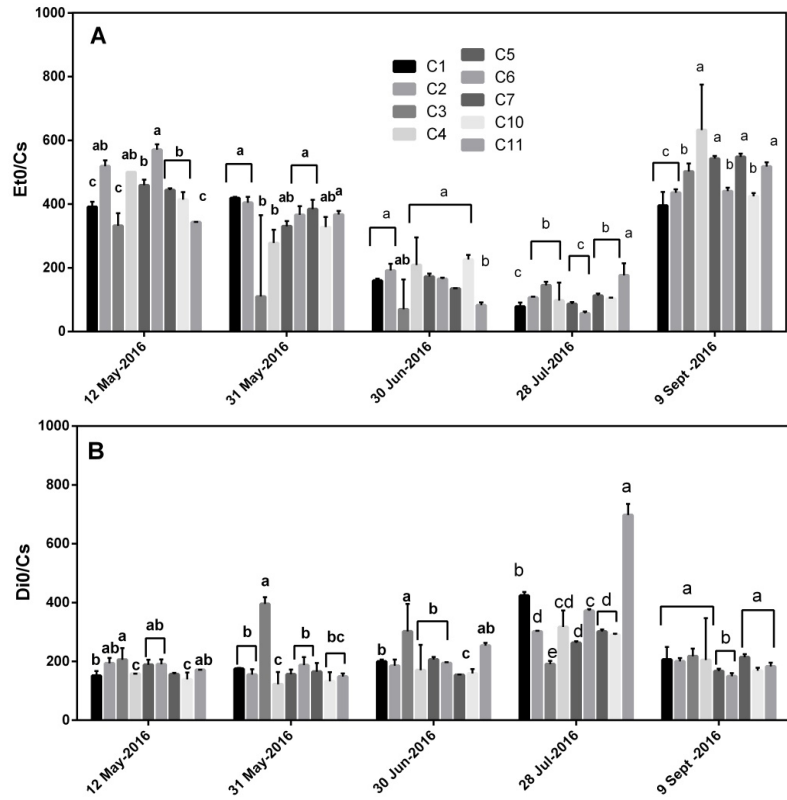 A
Et0/Cs
1000
800
600
400
200
0
C1
C2
C3
C4
C5
C6
C7
C10
C11
c ab c ab b a b c
a b b ab a ab a
a ab a b
c b c b a
c b a a b a b a
12 May-2016
31 May-2016
30 Jun-2016
28 Jul-2016
9 Sept -2016
B
Di0/Cs
1000
800
600
400
200
0
b ab a c ab c ab
b a c b bc
b a b c ab
b d e cd d c d a
a b a
12 May-2016
31 May-2016
30 Jun-2016
28 Jul-2016
9 Sept -2016